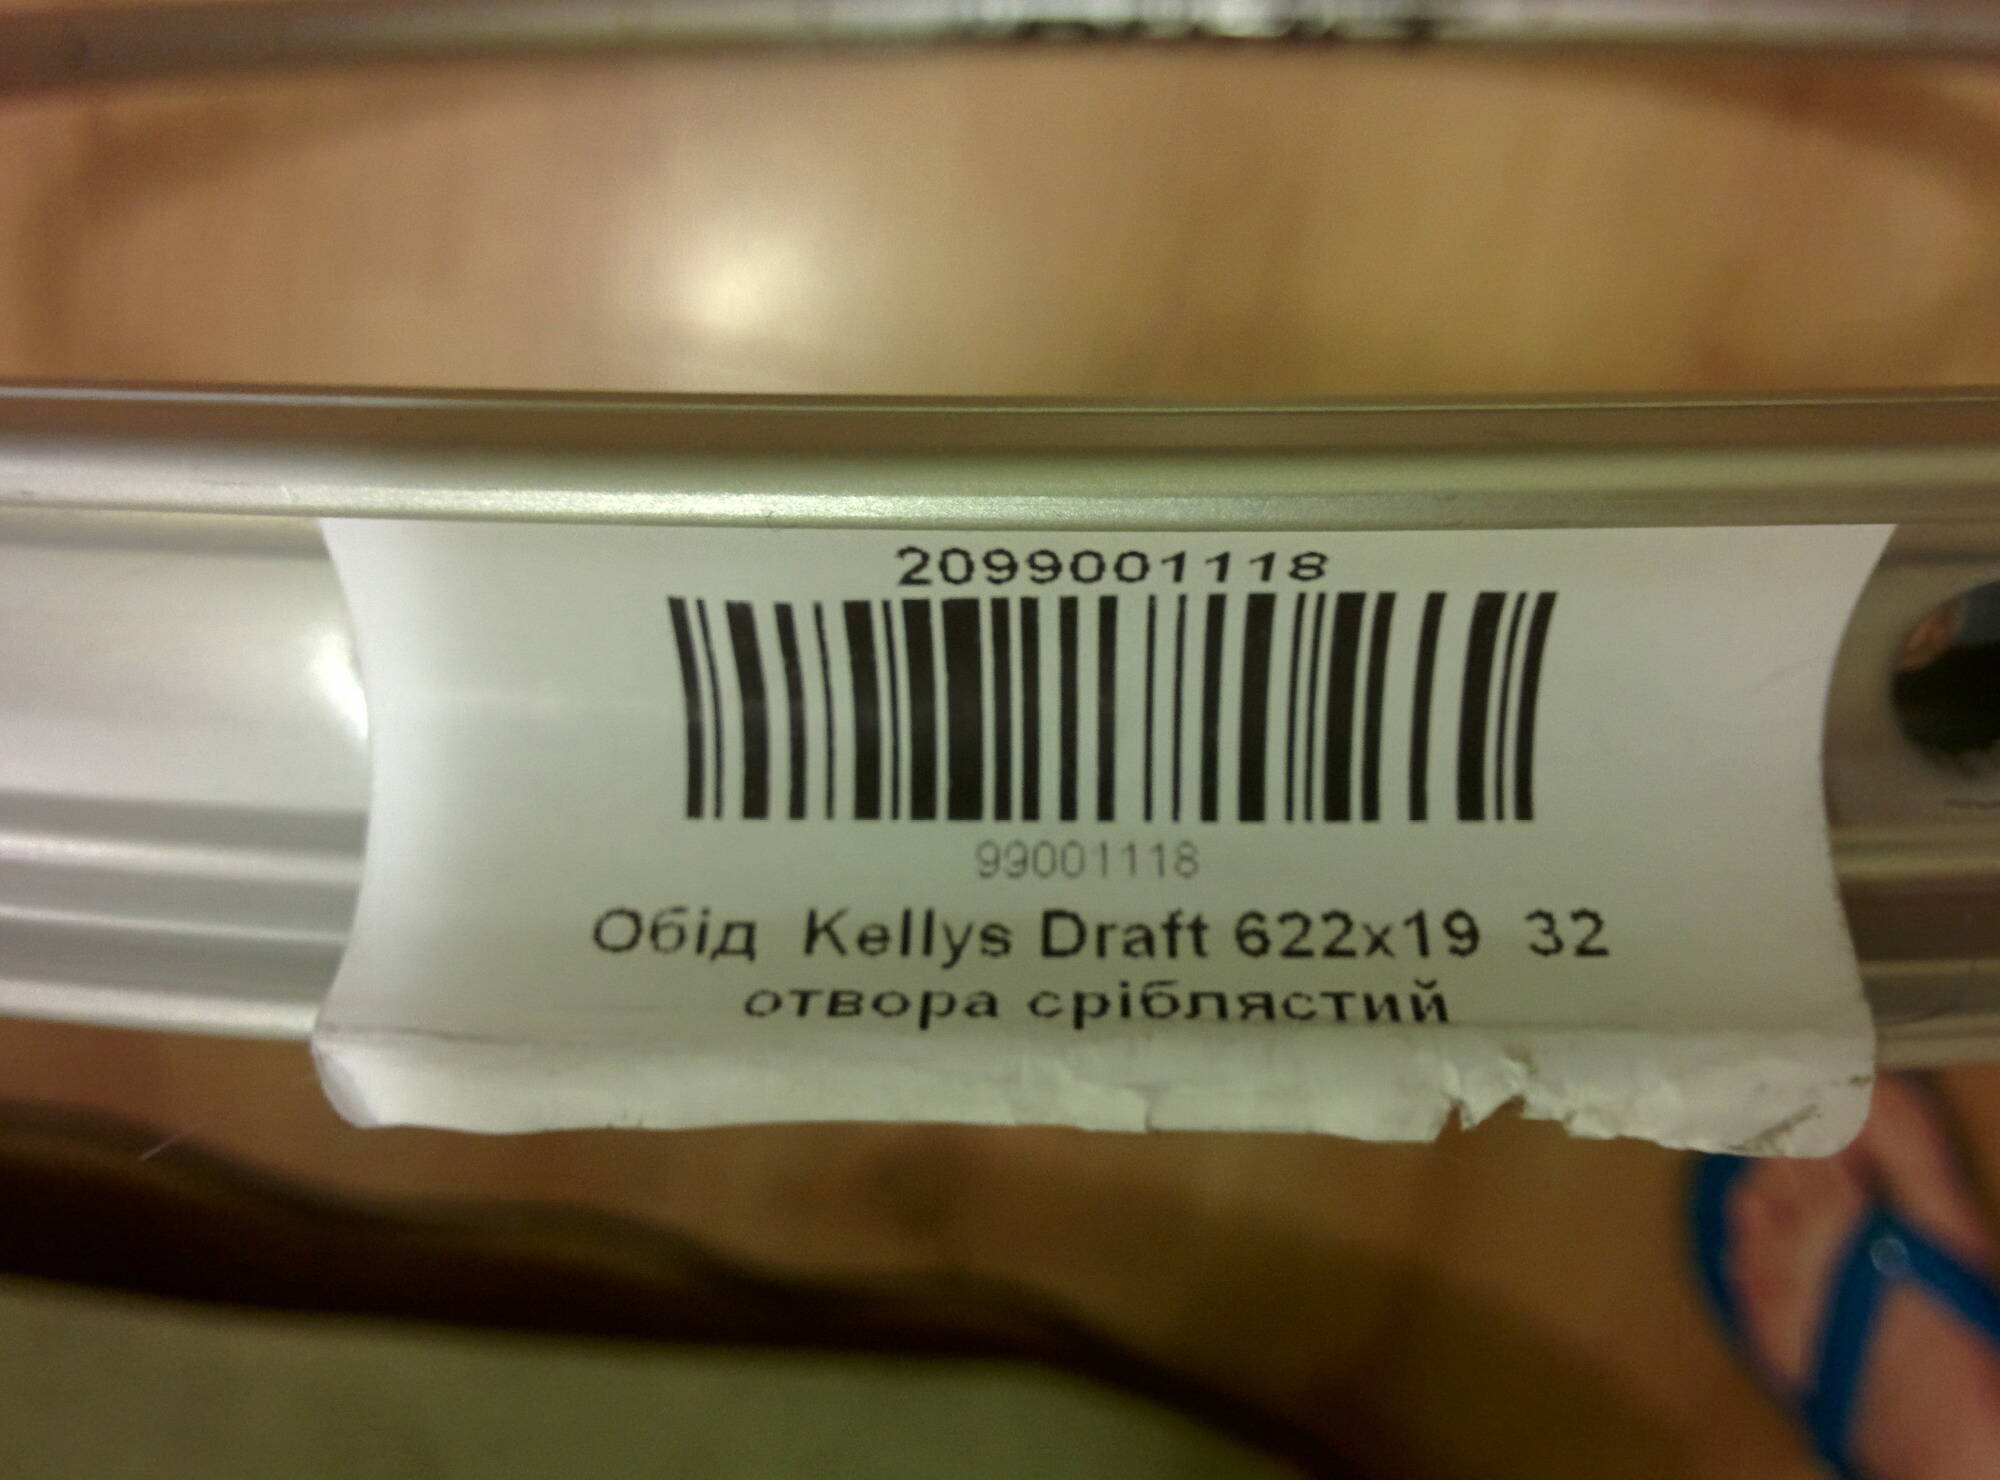 2099001118
99001118
Обід Kellys Draft 622x19 32
отвора сріблястий